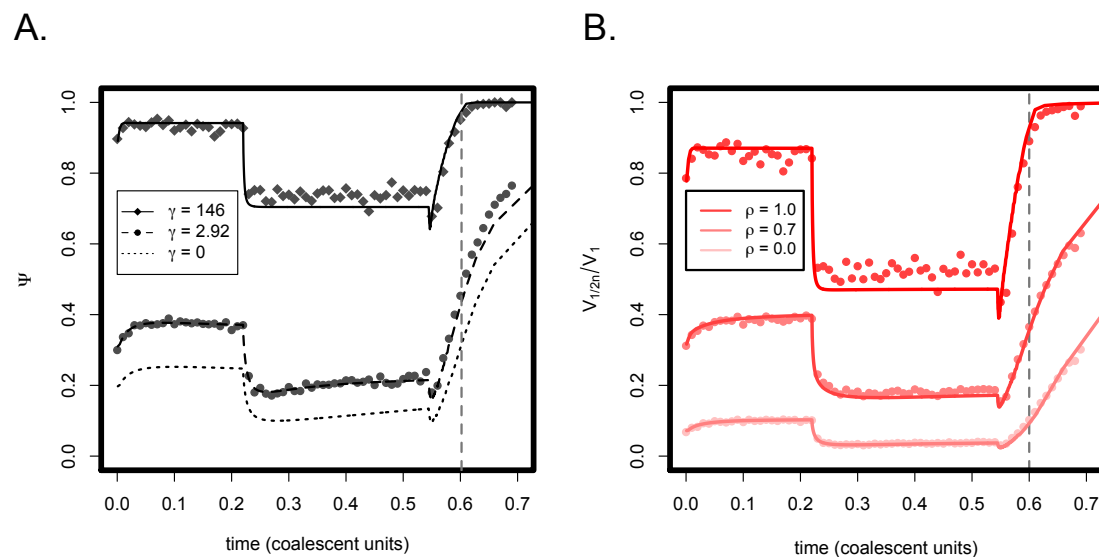 A.
B.
Ψ
1.0
0.8
0.6
0.4
0.2
0.0
γ = 146
γ = 2.92
γ = 0
0.0 0.1 0.2 0.3 0.4 0.5 0.6 0.7
time (coalescent units)
V1/2n/V1
1.0
0.8
0.6
0.4
0.2
0.0
ρ = 1.0
ρ = 0.7
ρ = 0.0
0.0 0.1 0.2 0.3 0.4 0.5 0.6 0.7
time (coalescent units)